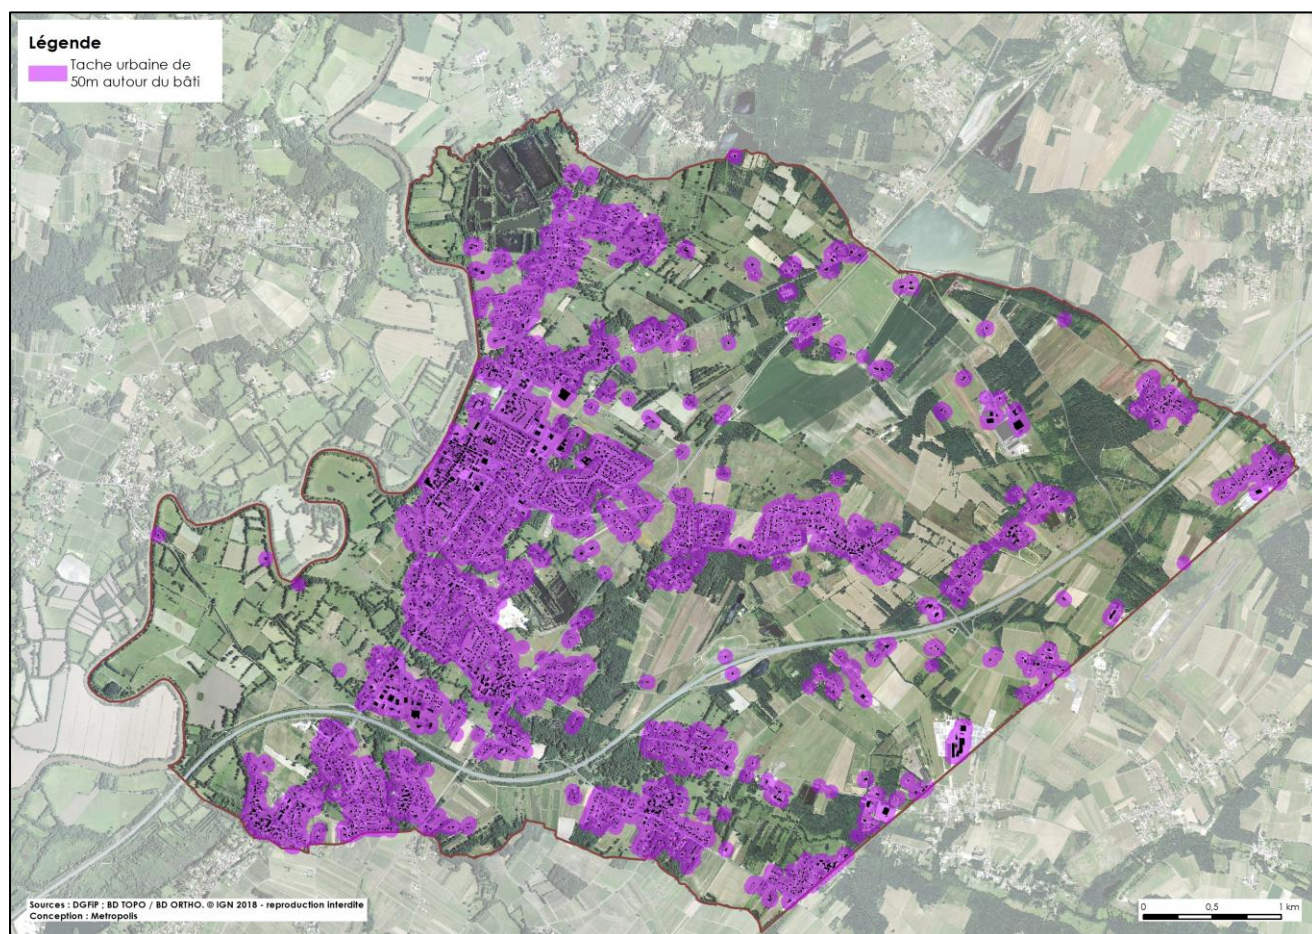 Légende
Tache urbaine de
50m autour du bâti
Sources : DGFiP ; BD TOPO / BD ORTHO. © IGN 2018 - reproduction interdite
Conception : Metropolis
0 0,5 1 km